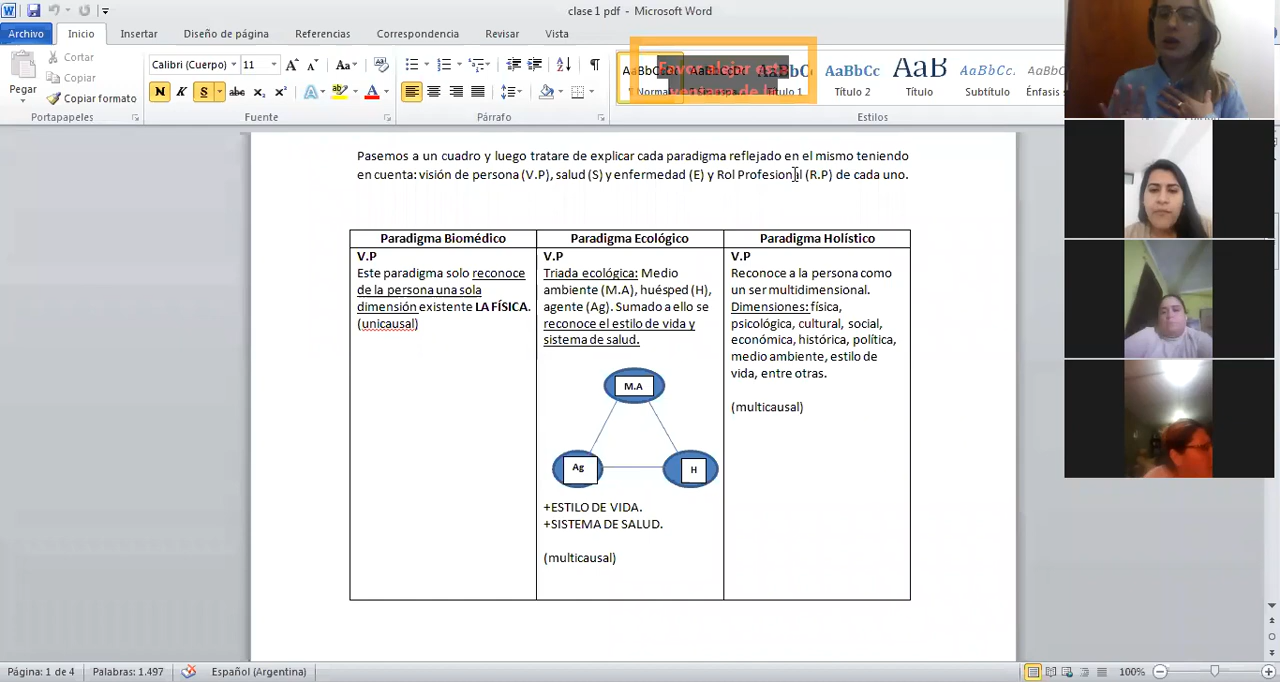 clase 1 pdf - Microsoft Word
Archivo Inicio Insertar Diseño de página Referencias Correspondencia Revisar Vista
Cortar
Copiar
Copiar formato
Pegar
Portapapeles
Calibri (Cuerpo) 11
Fuente
Párrafo
AaBbCc AaBbCc AaB AaBbCc.
Título 1 Título 2 Título Subtítulo Énfasis
Estilos
Pasemos a un cuadro y luego tratare de explicar cada paradigma reflejado en el mismo teniendo
en cuenta: visión de persona (V.P), salud (S) y enfermedad (E) y Rol Profesional (R.P) de cada uno.
Paradigma Biomédico
V.P
Este paradigma solo reconoce
de la persona una sola
dimensión existente LA FÍSICA.
(unicausal)
Paradigma Ecológico
V.P
Triada ecológica: Medio
ambiente (M.A), huésped (H),
agente (Ag). Sumado a ello se
reconoce el estilo de vida y
sistema de salud.
M.A
Ag
H
+ESTILO DE VIDA.
+SISTEMA DE SALUD.
(multicausal)
Paradigma Holístico
V.P
Reconoce a la persona como
un ser multidimensional.
Dimensiones: física,
psicológica, cultural, social,
económica, histórica, política,
medio ambiente, estilo de
vida, entre otras.
(multicausal)
Página: 1 de 4 Palabras: 1.497 Español (Argentina) 100%